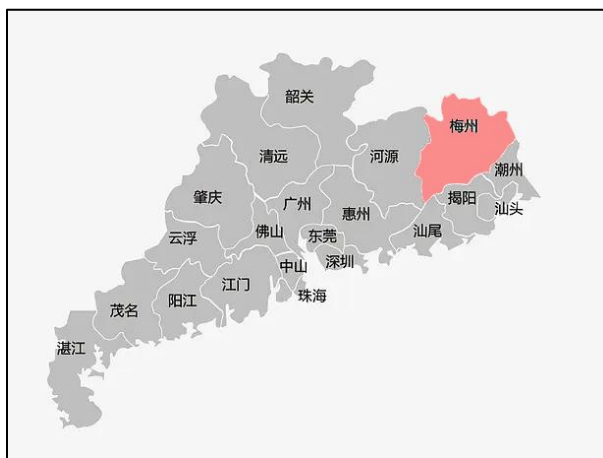 韶关
梅州
清远
河源
潮州
肇庆
广州
惠州
揭阳
汕头
云浮
佛山
东莞
汕尾
中山
深圳
江门
珠海
阳江
茂名
湛江